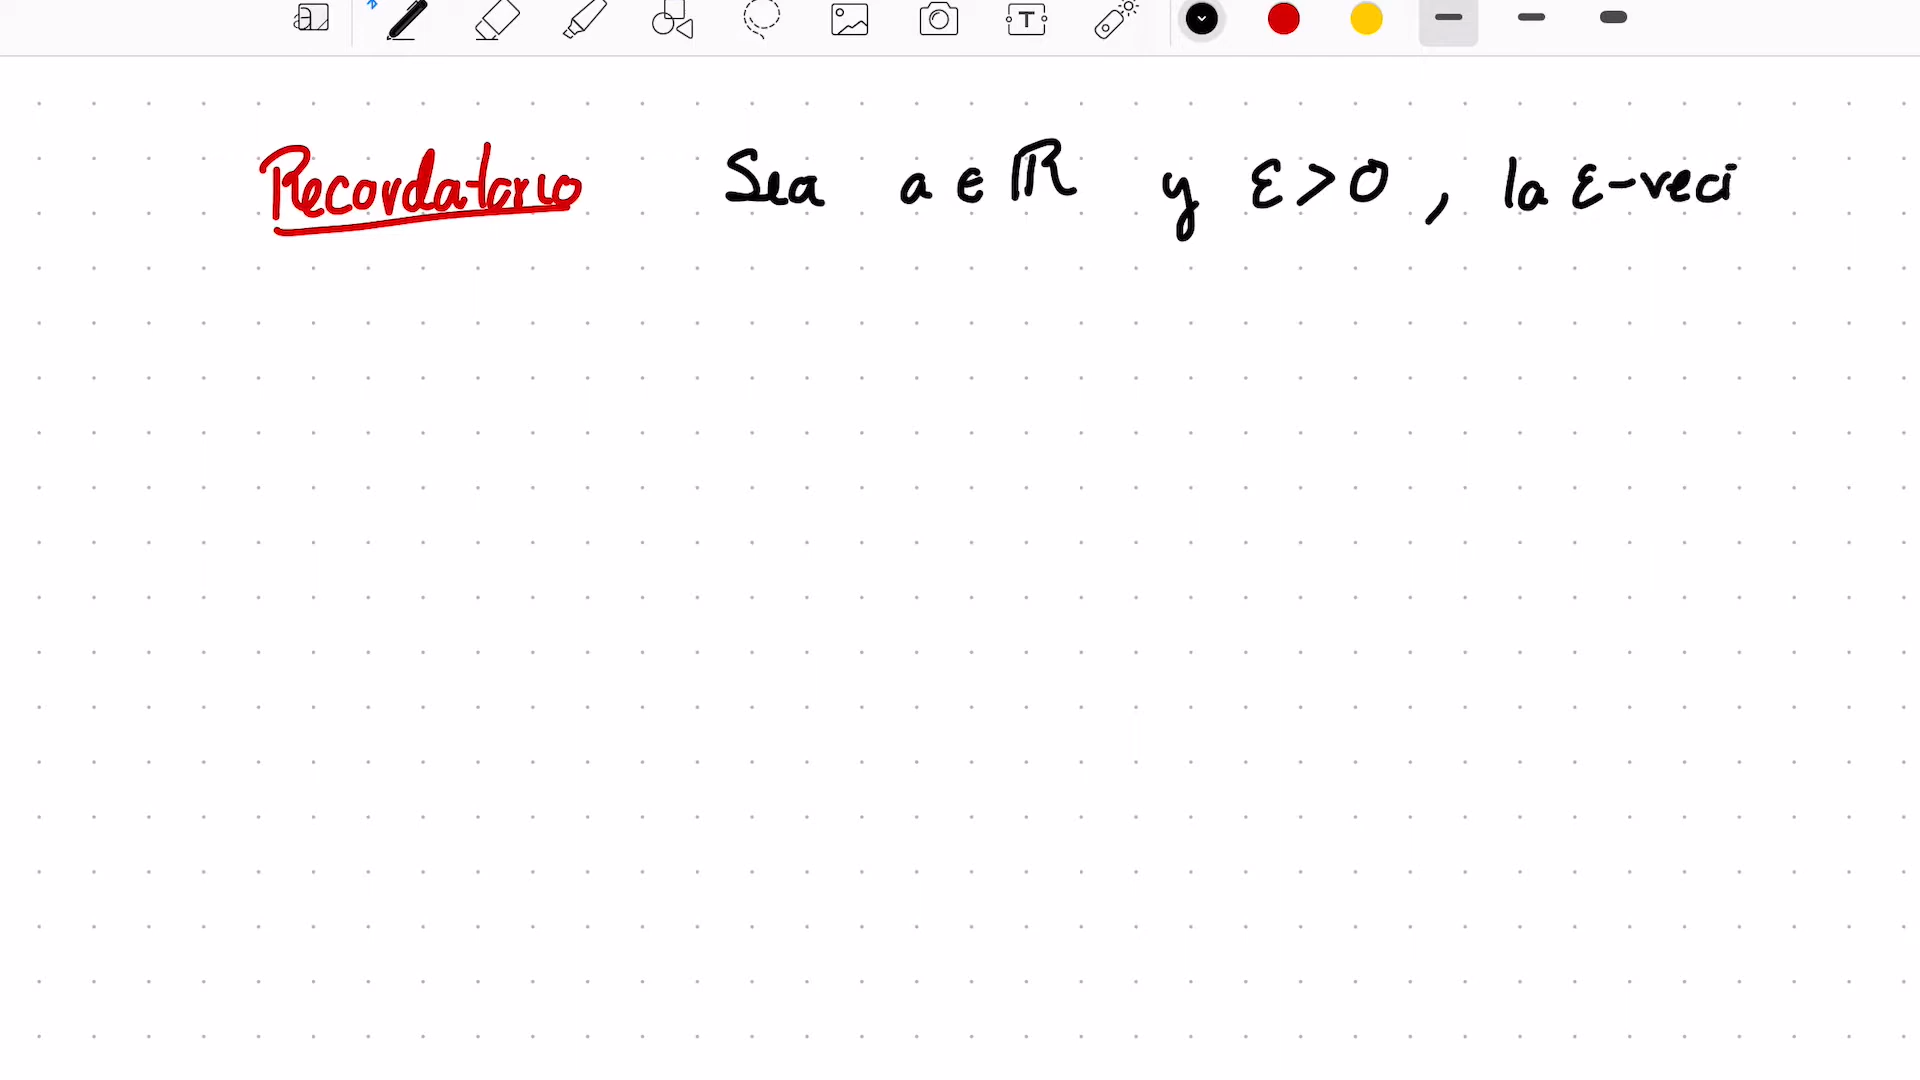 Recordatorio Sea a ∈ ℝ y ε > 0 , la ε-veci